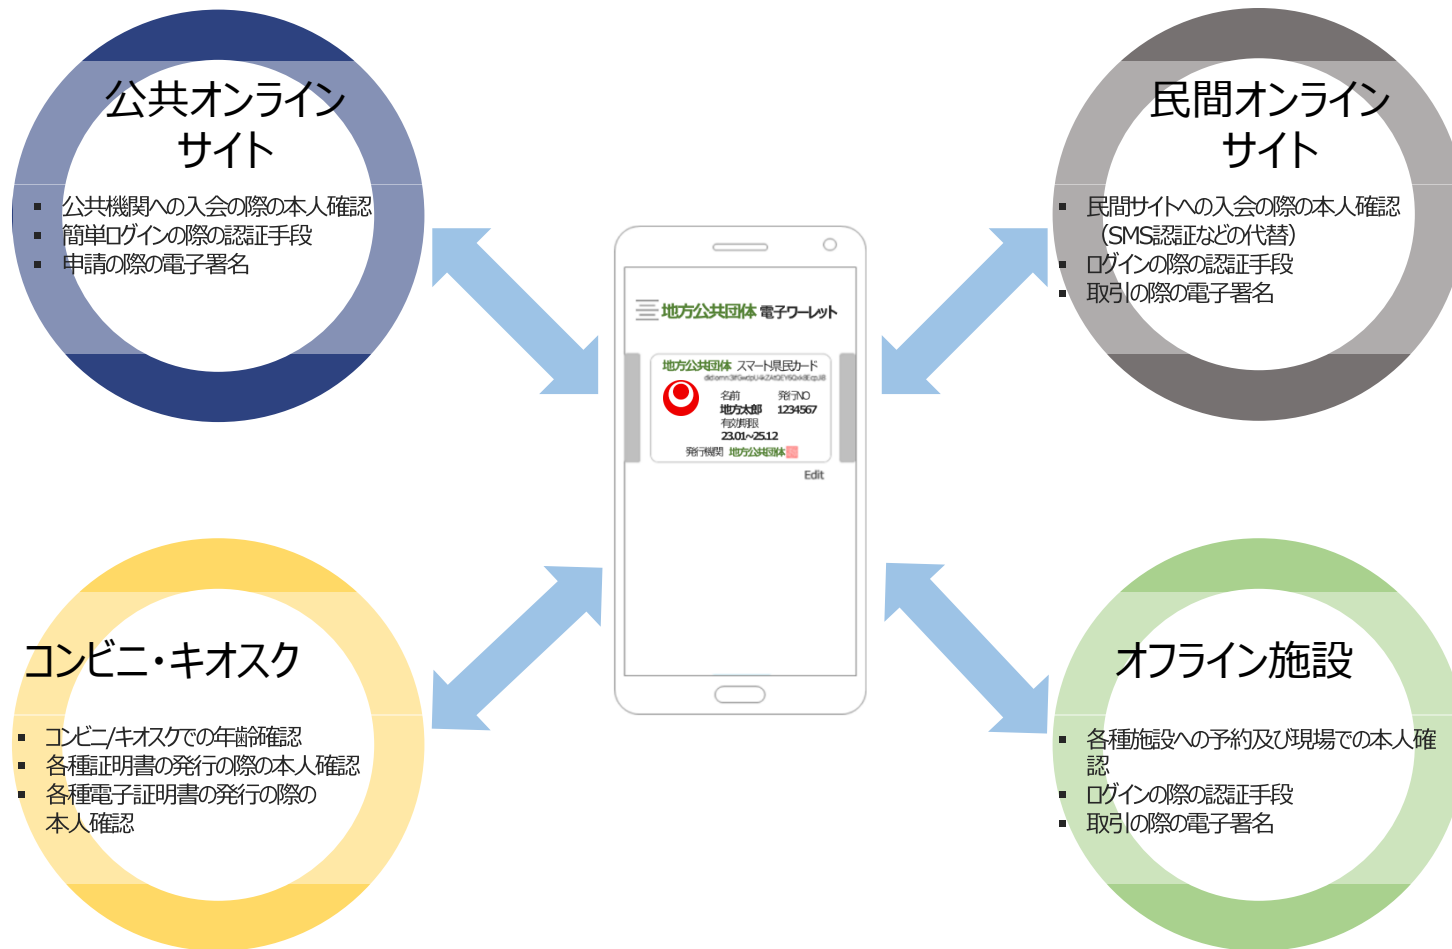 公共オンライン
サイト
▪ 公共機関への入会の際の本人確認
▪ 簡単ログインの際の認証手段
▪ 申請の際の電子署名
民間オンライン
サイト
▪ 民間サイトへの入会の際の本人確認
（SMS認証などの代替）
▪ ログインの際の認証手段
▪ 取引の際の電子署名
地方公共団体 電子ワーレット
地方公共団体 スマート県民カード
名前 発行NO
地方太郎 1234567
有効期限
23.01~25.12
発行機関 地方公共団体
Edit
コンビニ・キオスク
▪ コンビニ/キオスクでの年齢確認
▪ 各種証明書の発行の際の本人確認
▪ 各種電子証明書の発行の際の
本人確認
オフライン施設
▪ 各種施設への予約及び現場での本人確
認
▪ ログインの際の認証手段
▪ 取引の際の電子署名